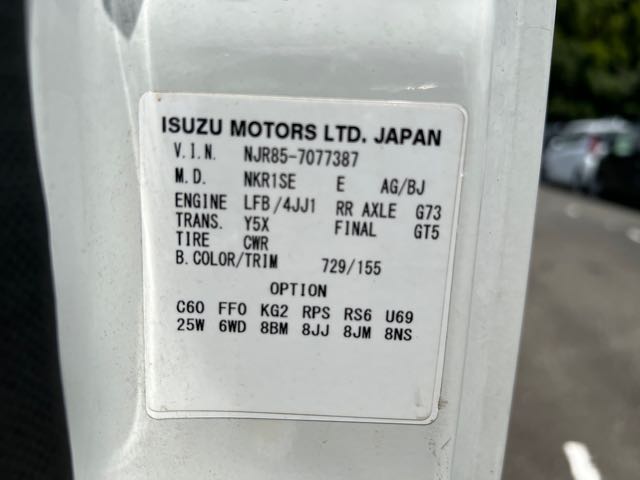 ISUZU MOTORS LTD. JAPAN
V.I.N. NJR85-7077387
M.D. NKR1SE E AG/BJ
ENGINE LFB/4JJ1 RR AXLE G73
TRANS. Y5X FINAL GT5
TIRE CWR
B.COLOR/TRIM 729/155
OPTION
C60 FF0 KG2 RPS RS6 U69
25W 6WD 8BM 8JJ 8JM 8NS